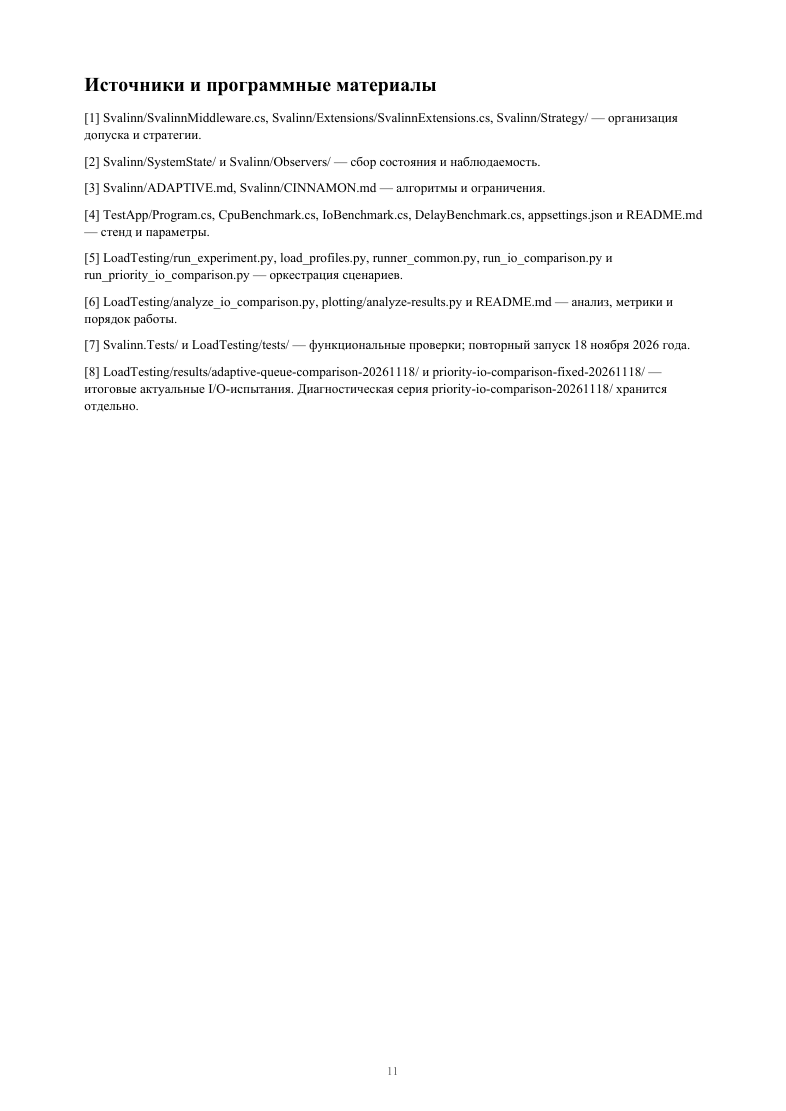 Источники и программные материалы
[1] Svalinn/SvalinnMiddleware.cs, Svalinn/Extensions/SvalinnExtensions.cs, Svalinn/Strategy/ — организация
допуска и стратегии.
[2] Svalinn/SystemState/ и Svalinn/Observers/ — сбор состояния и наблюдаемость.
[3] Svalinn/ADAPTIVE.md, Svalinn/CINNAMON.md — алгоритмы и ограничения.
[4] TestApp/Program.cs, CpuBenchmark.cs, IoBenchmark.cs, DelayBenchmark.cs, appsettings.json и README.md
— стенд и параметры.
[5] LoadTesting/run_experiment.py, load_profiles.py, runner_common.py, run_io_comparison.py и
run_priority_io_comparison.py — оркестрация сценариев.
[6] LoadTesting/analyze_io_comparison.py, plotting/analyze-results.py и README.md — анализ, метрики и
порядок работы.
[7] Svalinn.Tests/ и LoadTesting/tests/ — функциональные проверки; повторный запуск 18 ноября 2026 года.
[8] LoadTesting/results/adaptive-queue-comparison-20261118/ и priority-io-comparison-fixed-20261118/ —
итоговые актуальные I/O-испытания. Диагностическая серия priority-io-comparison-20261118/ хранится
отдельно.
11